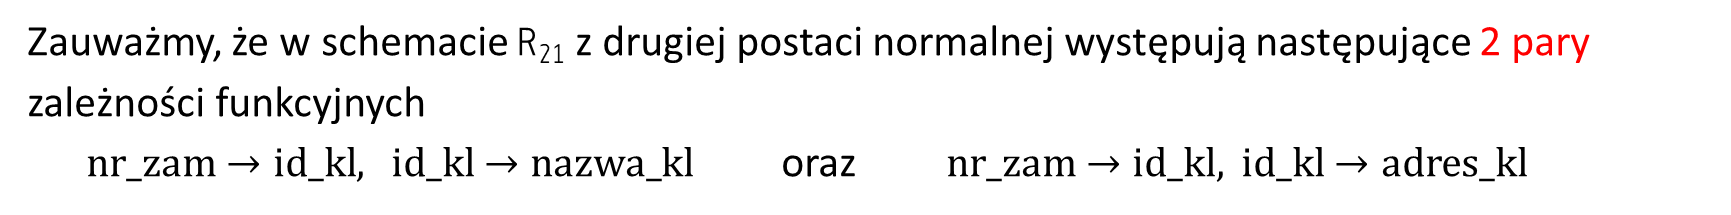 Zauważmy, że w schemacie R₂₁ z drugiej postaci normalnej występują następujące 2 pary
zależności funkcyjnych
nr_zam → id_kl, id_kl → nazwa_kl oraz nr_zam → id_kl, id_kl → adres_kl